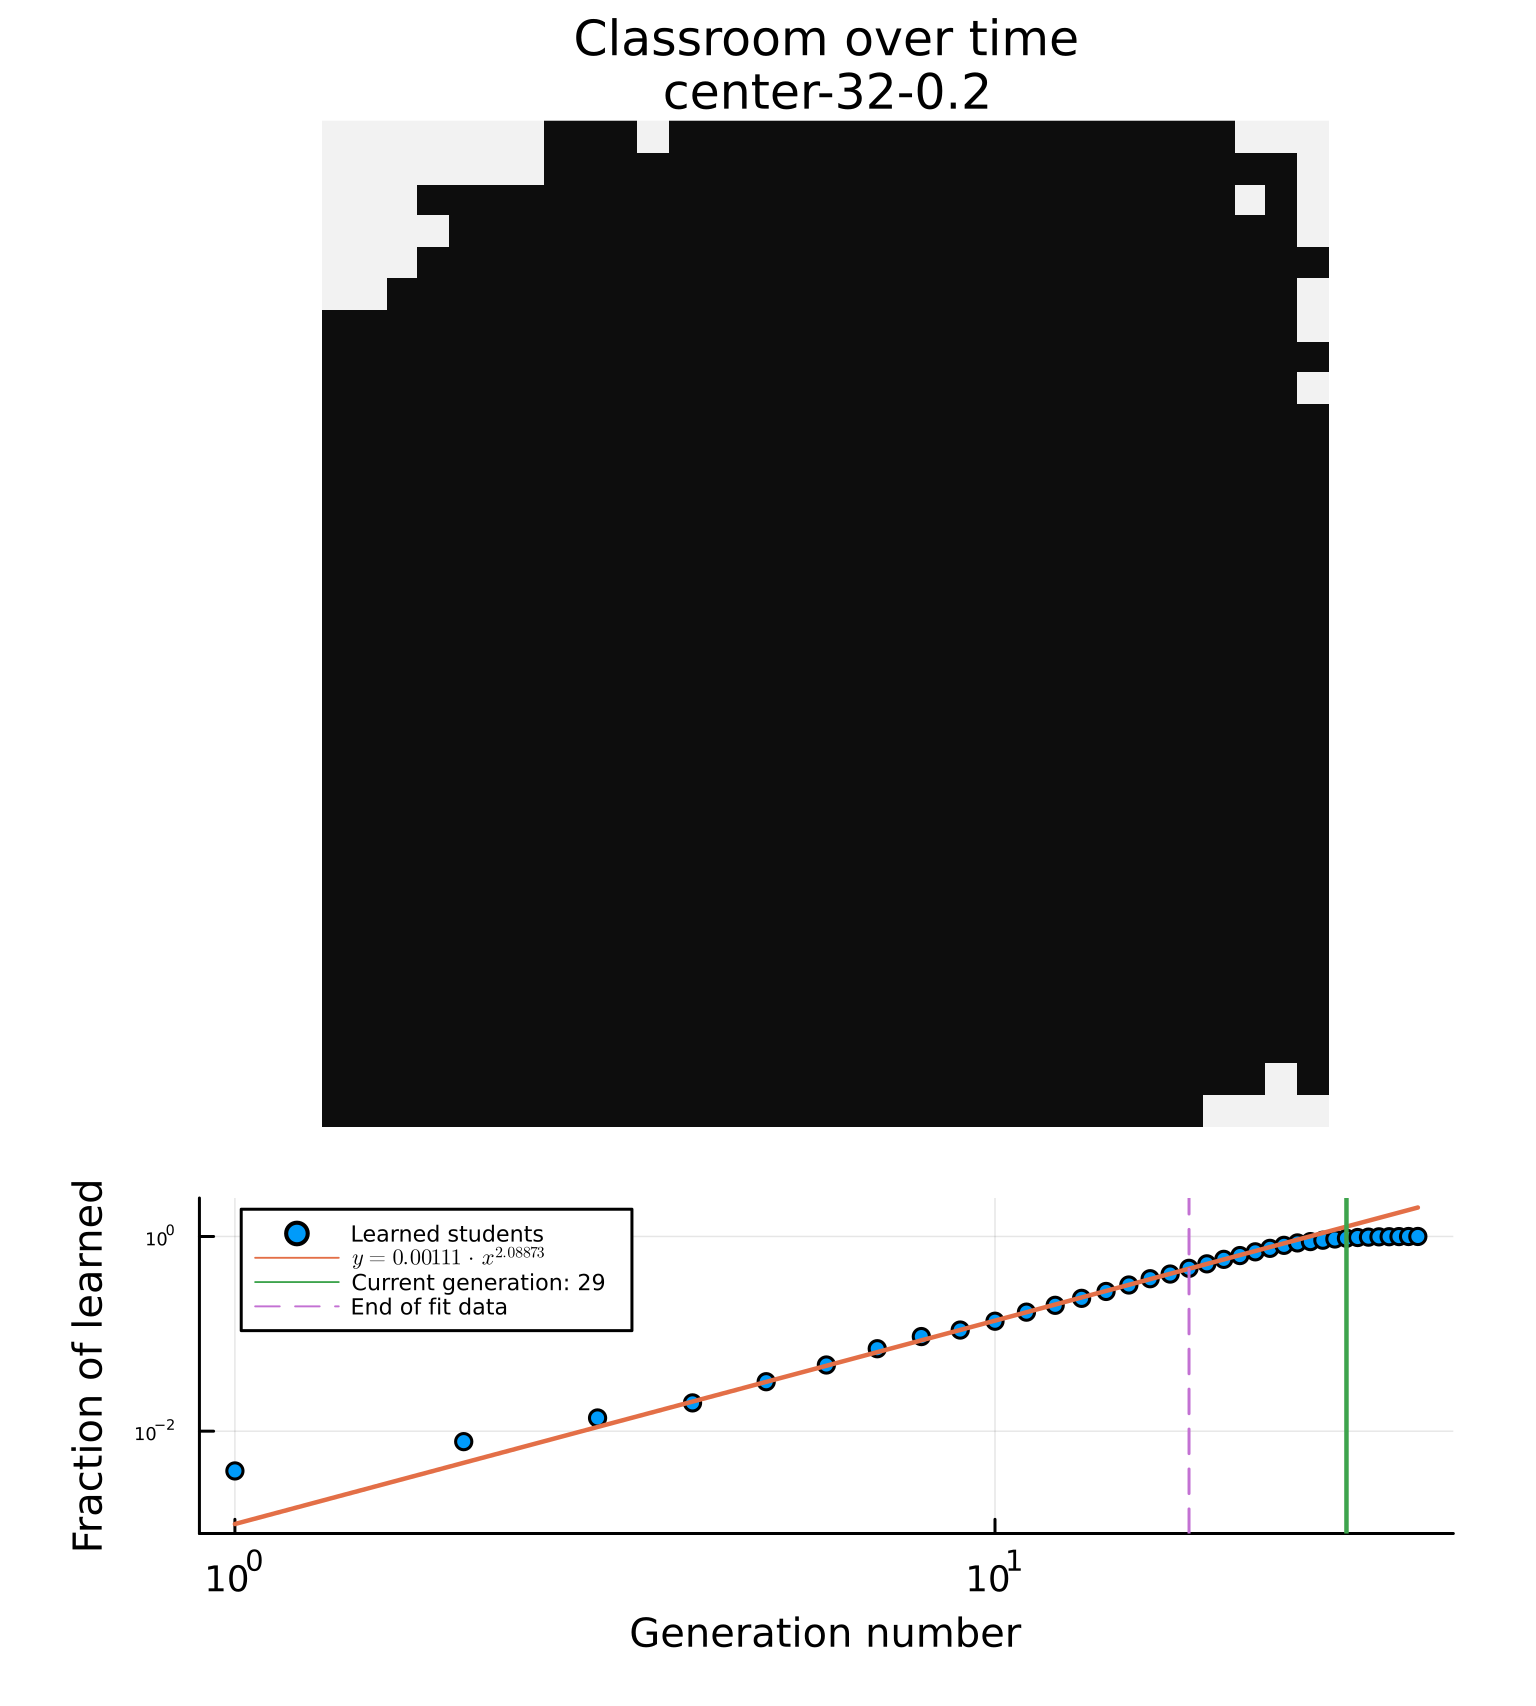 Classroom over time
center-32-0.2
Fraction of learned
10^0
10^-2
Learned students
y = 0.00111 · x^2.08873
Current generation: 29
End of fit data
10^0
10^1
Generation number